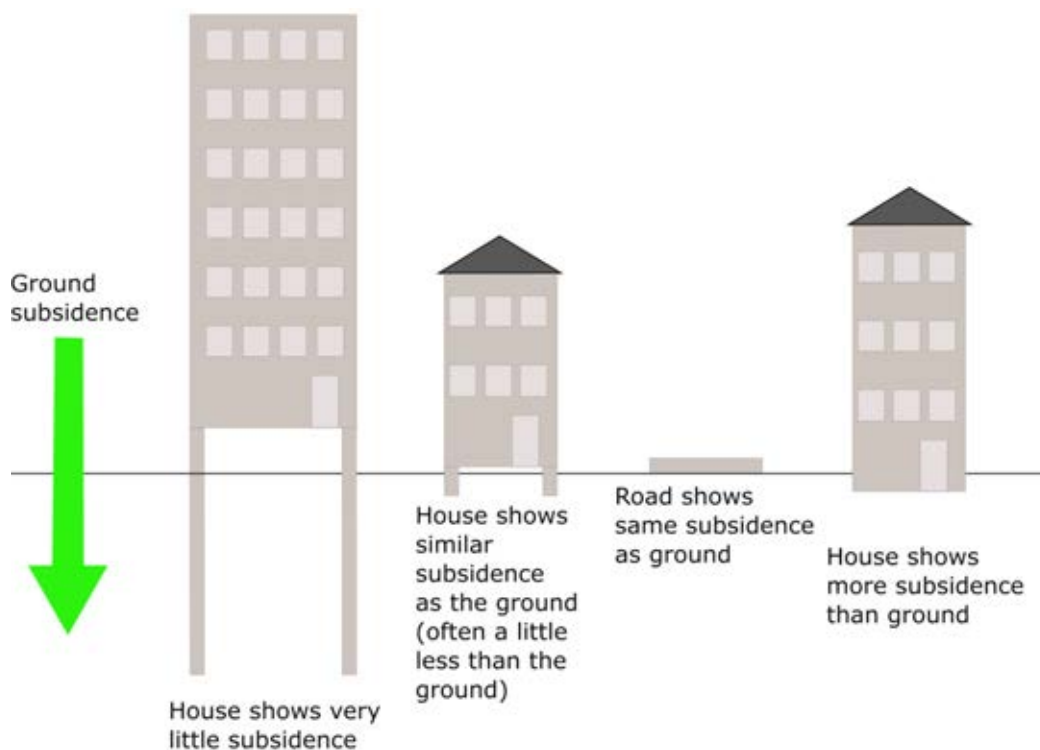 Ground
subsidence
House shows very
little subsidence
House shows
similar
subsidence
as the ground
(often a little
less than the
ground)
Road shows
same subsidence
as ground
House shows
more subsidence
than ground